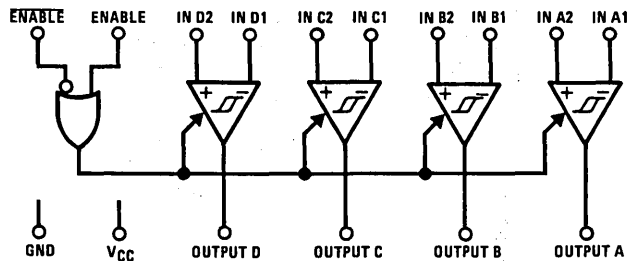 ENABLE ENABLE IN D2 IN D1 IN C2 IN C1 IN B2 IN B1 IN A2 IN A1
+ − + − + − + −
GND VCC OUTPUT D OUTPUT C OUTPUT B OUTPUT A